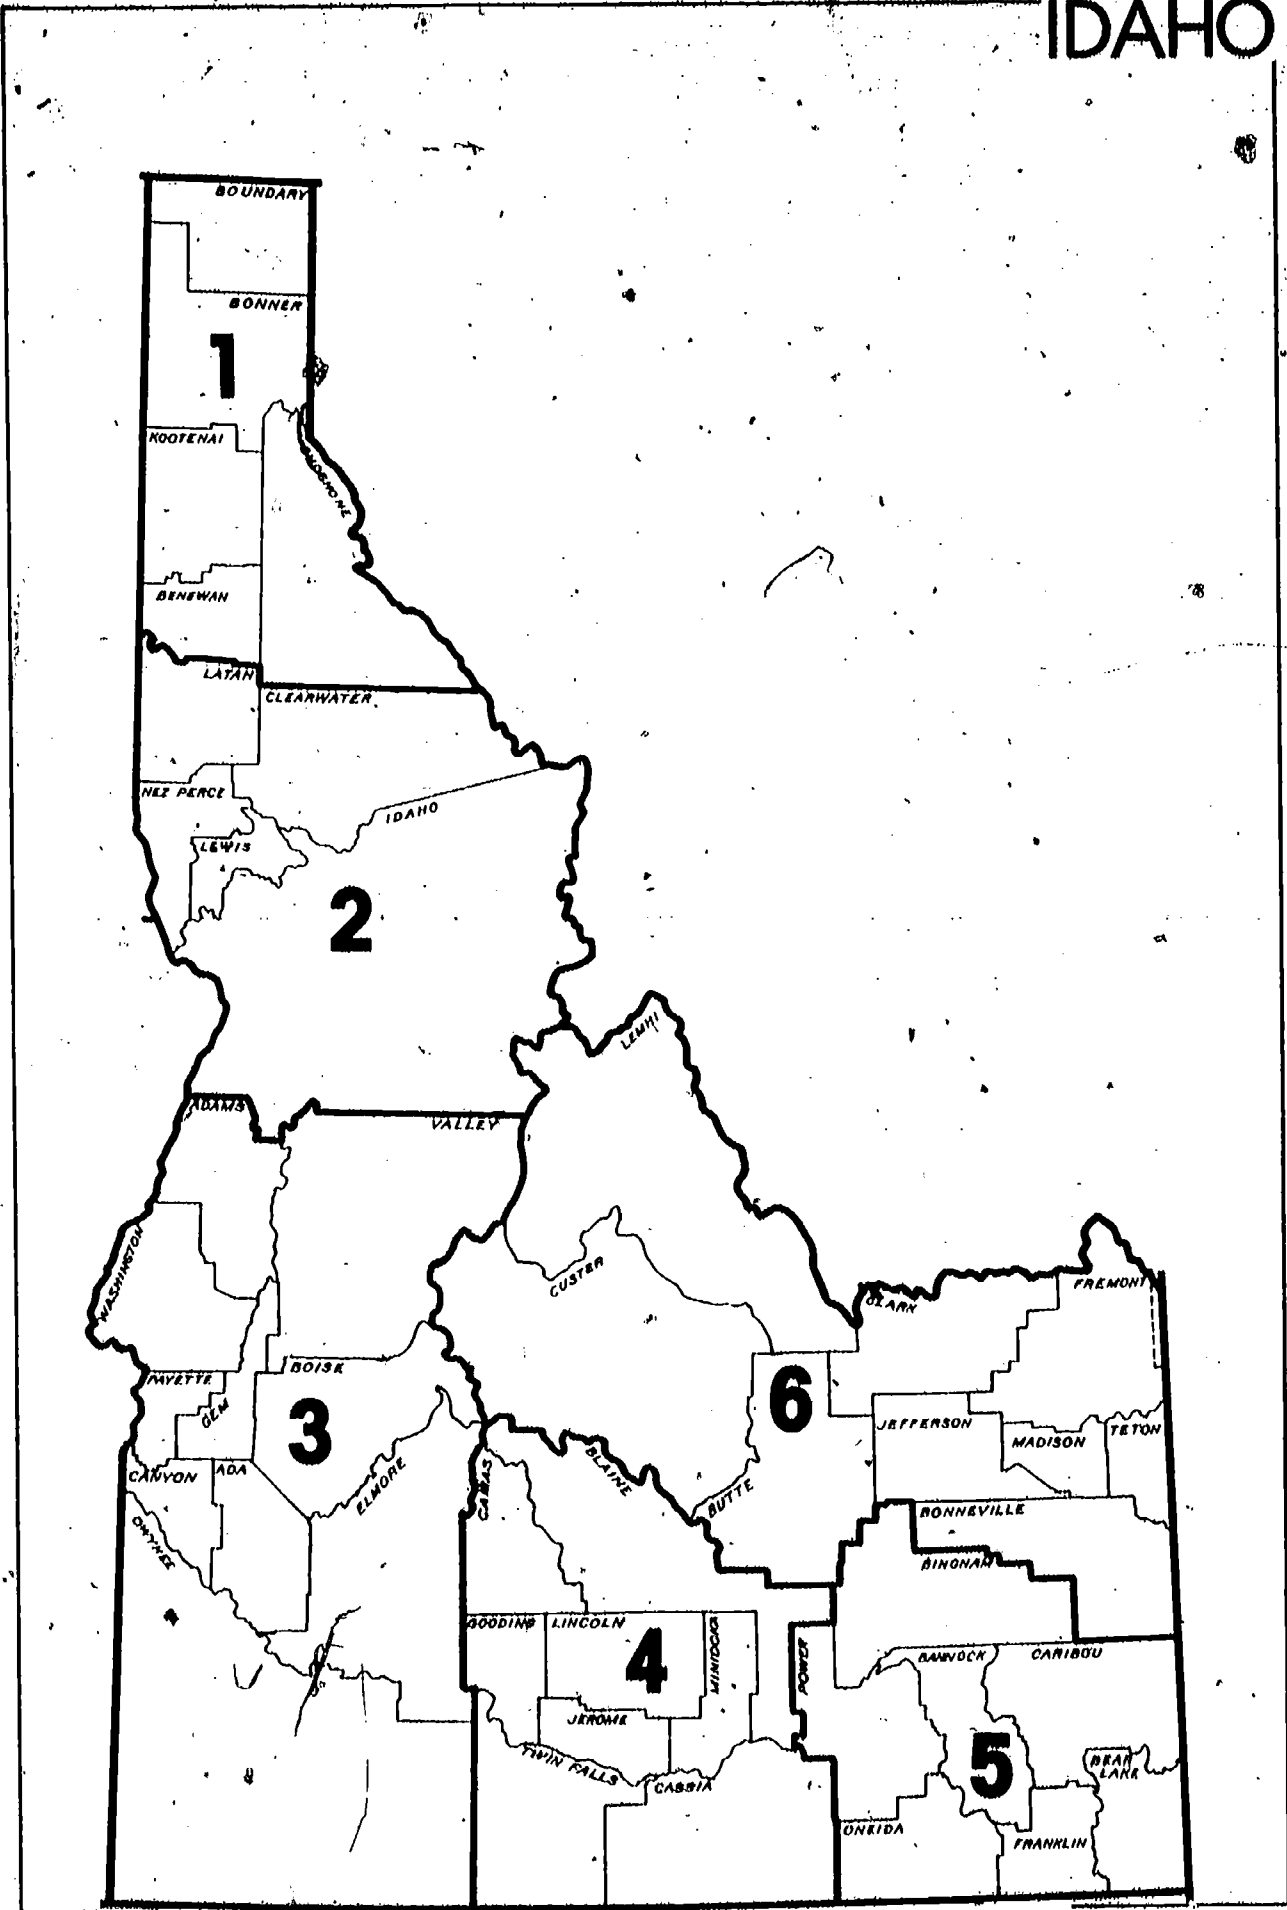 IDAHO
BOUNDARY
BONNER
1
KOOTENAI
SHOSHONE
BENEWAH
LATAH
CLEARWATER
NEZ PERCE
IDAHO
LEWIS
2
LEMHI
ADAMS
VALLEY
WASHINGTON
CUSTER
FREMONT
CLARK
BOISE
PAYETTE
GEM
3
6
JEFFERSON
MADISON
TETON
CANYON
ADA
ELMORE
CAMAS
BLAINE
BUTTE
BONNEVILLE
OWYHEE
BINGHAM
GOODING
LINCOLN
MINIDOKA
4
POWER
BANNOCK
CARIBOU
JEROME
TWIN FALLS
CASSIA
5
BEAR
LAKE
ONEIDA
FRANKLIN